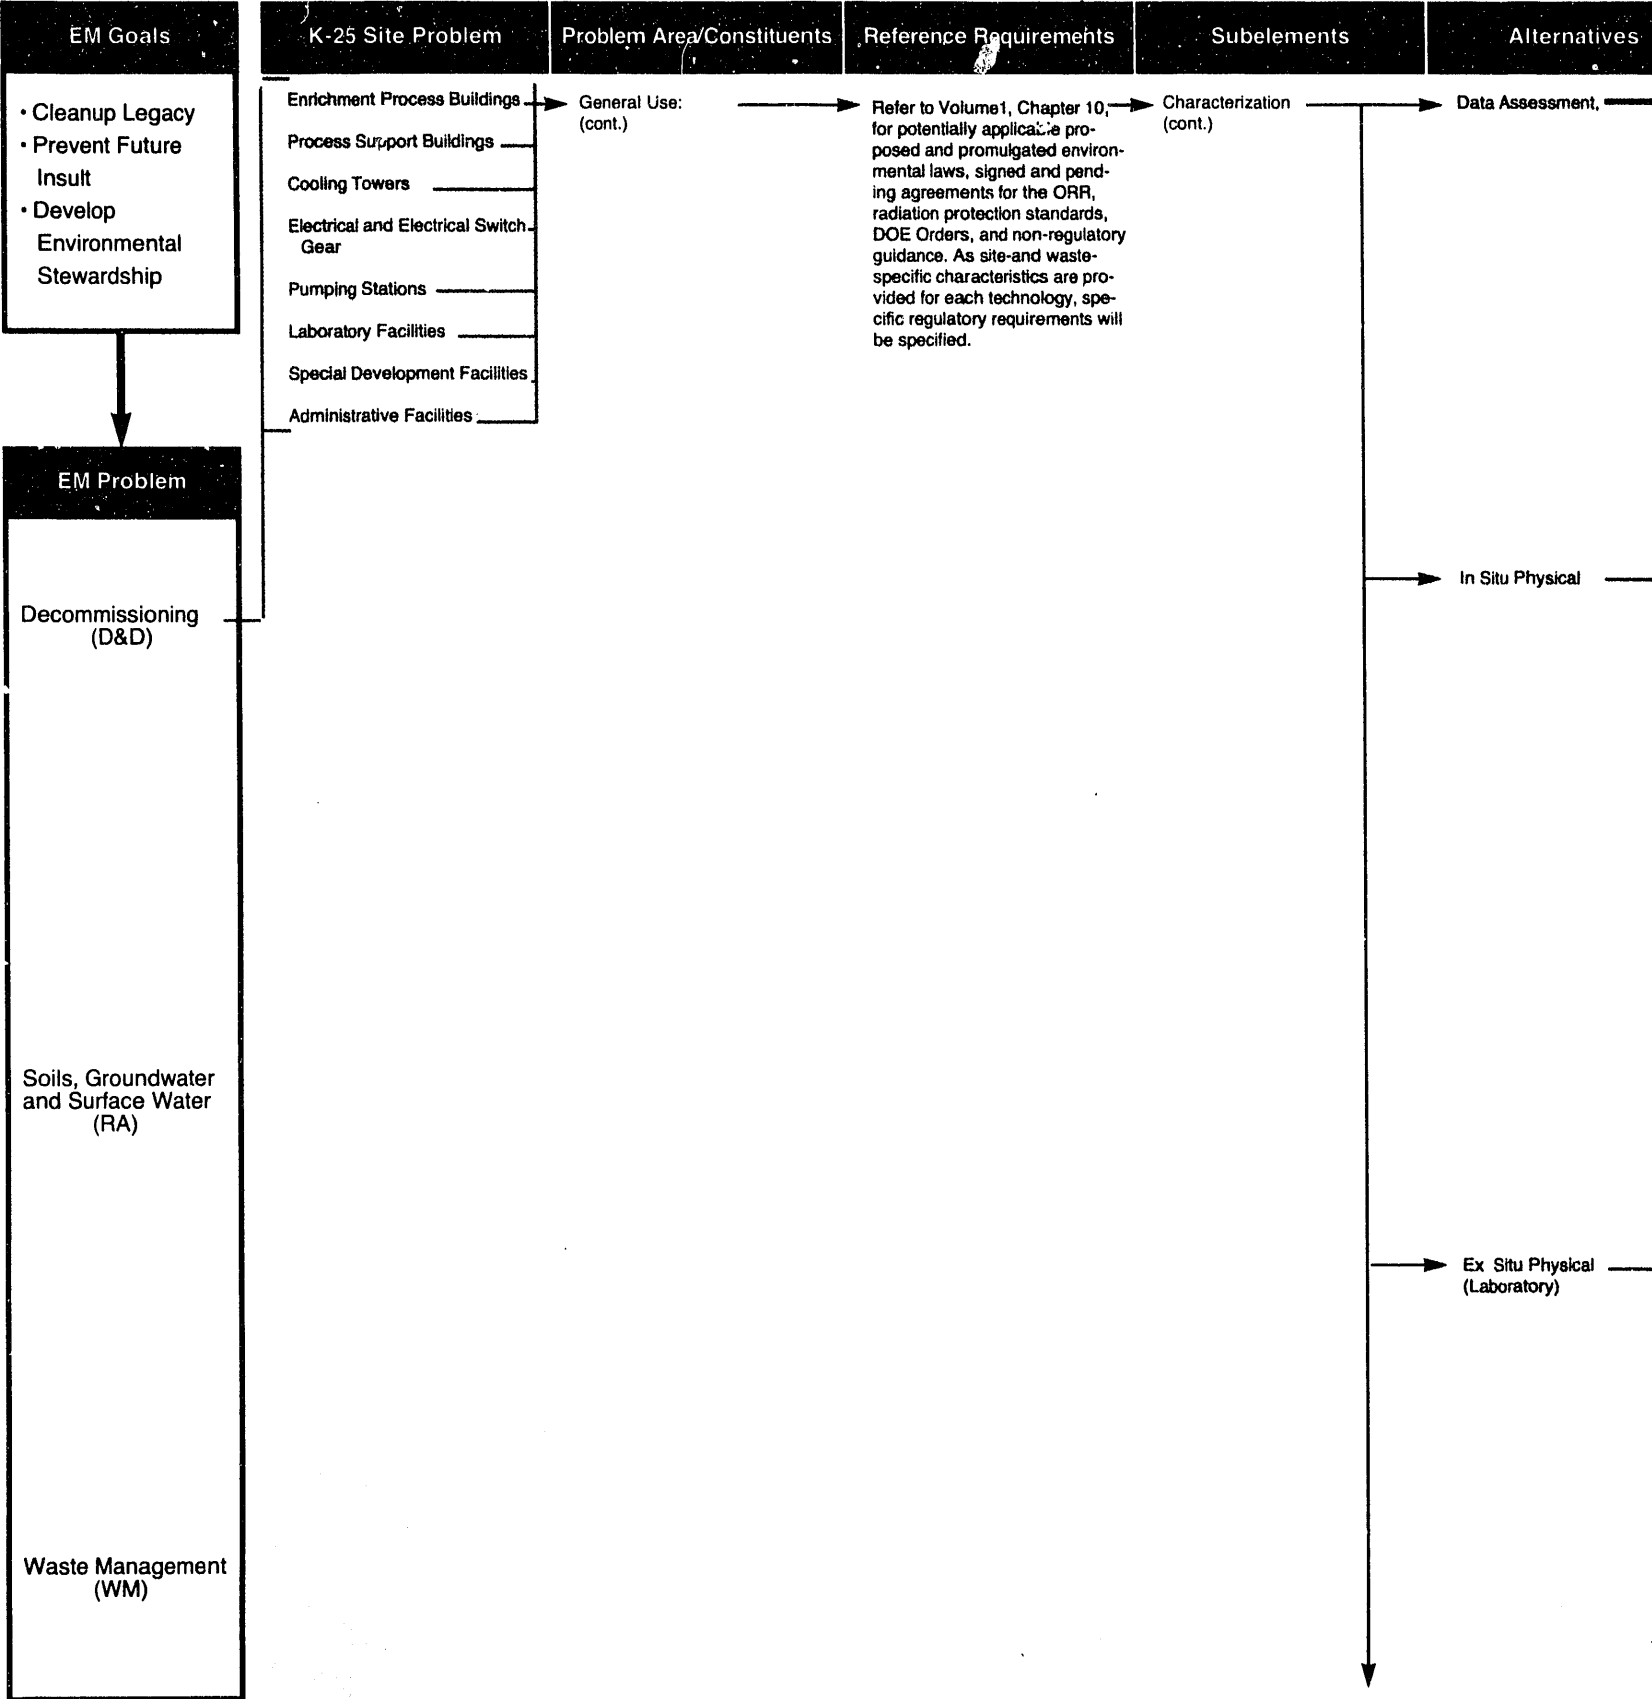 EM Goals
• Cleanup Legacy
• Prevent Future
Insult
• Develop
Environmental
Stewardship
EM Problem
Decommissioning
(D&D)
Soils, Groundwater
and Surface Water
(RA)
Waste Management
(WM)
K-25 Site Problem
Enrichment Process Buildings
Process Support Buildings
Cooling Towers
Electrical and Electrical Switch
Gear
Pumping Stations
Laboratory Facilities
Special Development Facilities
Administrative Facilities
Problem Area/Constituents
General Use:
(cont.)
Reference Requirements
Refer to Volume1, Chapter 10,
for potentially applicable pro-
posed and promulgated environ-
mental laws, signed and pend-
ing agreements for the ORR,
radiation protection standards,
DOE Orders, and non-regulatory
guidance. As site-and waste-
specific characteristics are pro-
vided for each technology, spe-
cific regulatory requirements will
be specified.
Subelements
Characterization
(cont.)
Alternatives
Data Assessment,
In Situ Physical
Ex Situ Physical
(Laboratory)